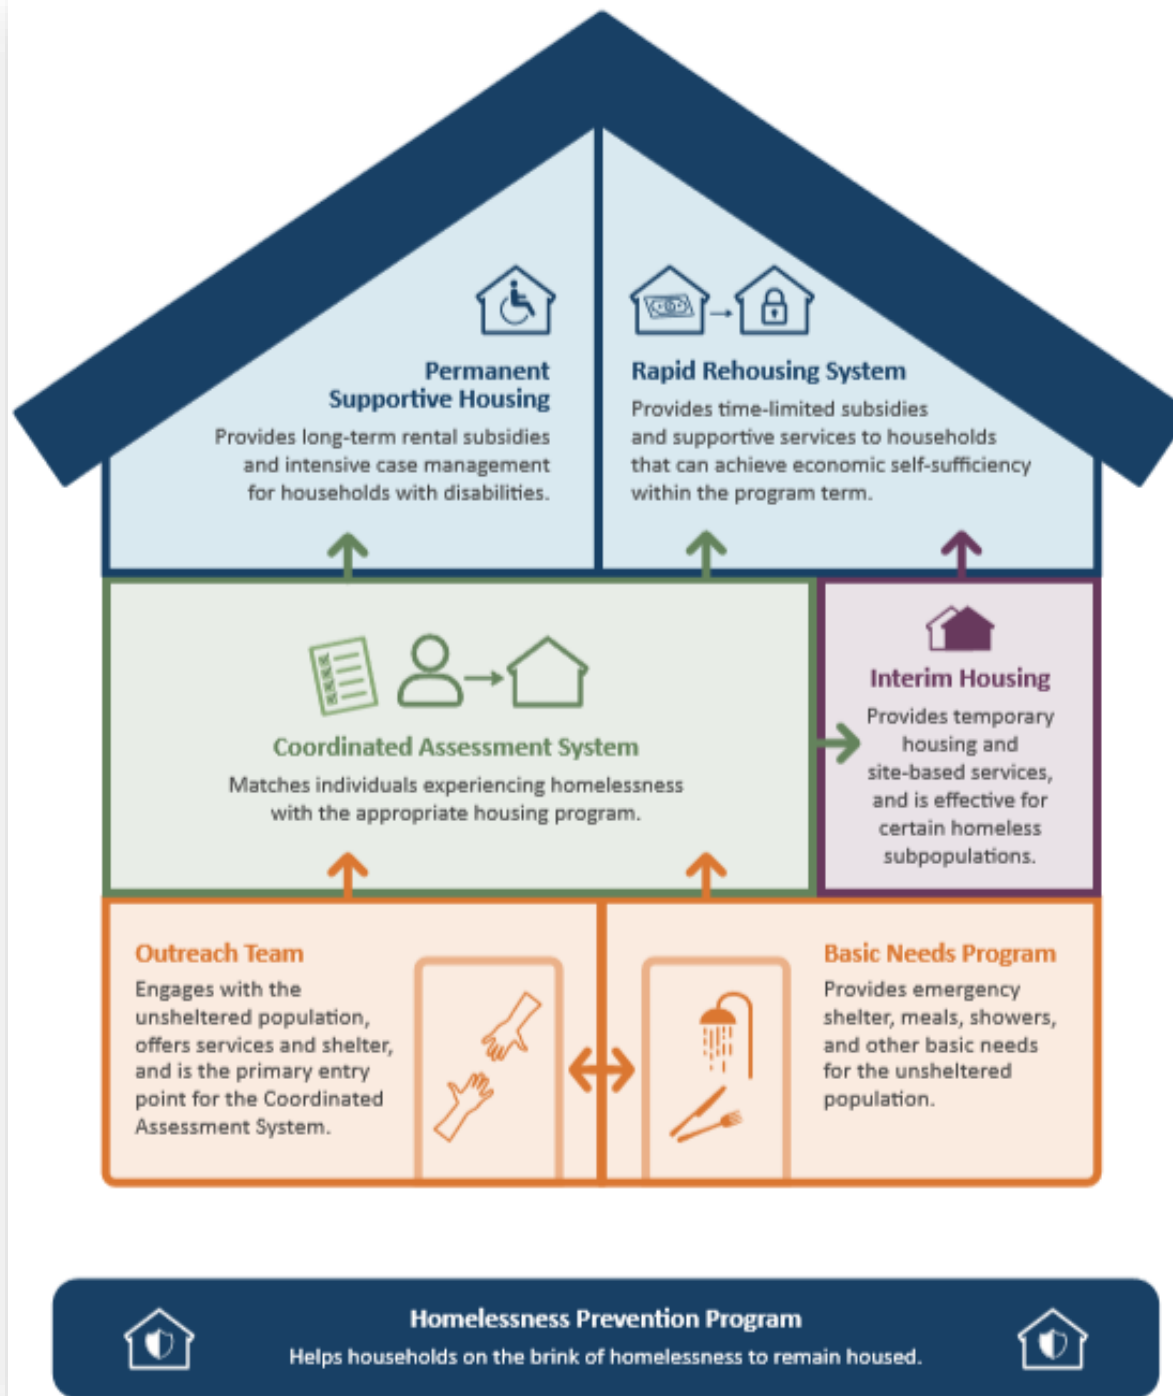 Permanent
Supportive Housing
Provides long-term rental subsidies
and intensive case management
for households with disabilities.
Rapid Rehousing System
Provides time-limited subsidies
and supportive services to households
that can achieve economic self-sufficiency
within the program term.
Coordinated Assessment System
Matches individuals experiencing homelessness
with the appropriate housing program.
Interim Housing
Provides temporary
housing and
site-based services,
and is effective for
certain homeless
subpopulations.
Outreach Team
Engages with the
unsheltered population,
offers services and shelter,
and is the primary entry
point for the Coordinated
Assessment System.
Basic Needs Program
Provides emergency
shelter, meals, showers,
and other basic needs
for the unsheltered
population.
Homelessness Prevention Program
Helps households on the brink of homelessness to remain housed.